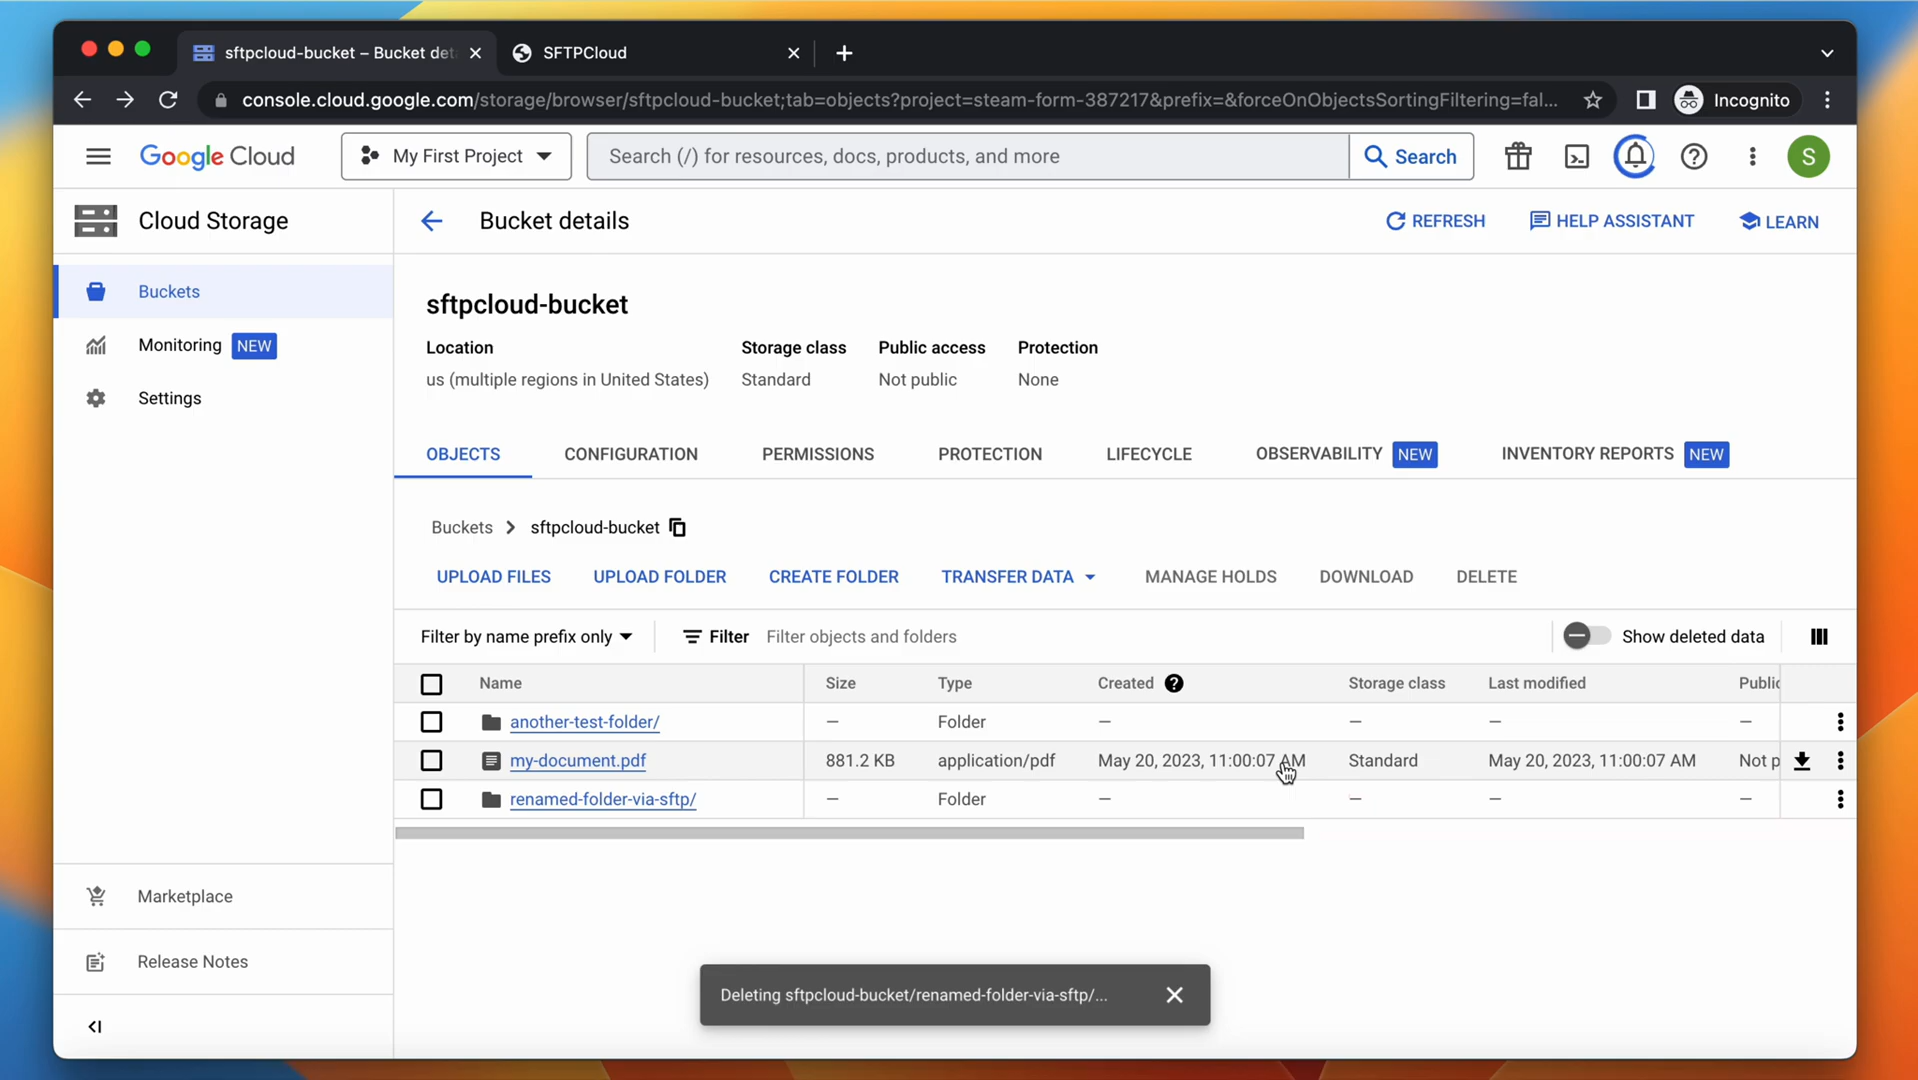 sftpcloud-bucket – Bucket det
SFTPCloud
console.cloud.google.com/storage/browser/sftpcloud-bucket;tab=objects?project=steam-form-387217&prefix=&forceOnObjectsSortingFiltering=fal...
Incognito
Google Cloud
My First Project
Search (/) for resources, docs, products, and more
Search
S
Cloud Storage
Bucket details
REFRESH
HELP ASSISTANT
LEARN
Buckets
Monitoring NEW
Settings
Marketplace
Release Notes
sftpcloud-bucket
Location Storage class Public access Protection
us (multiple regions in United States) Standard Not public None
OBJECTS CONFIGURATION PERMISSIONS PROTECTION LIFECYCLE OBSERVABILITY NEW INVENTORY REPORTS NEW
Buckets > sftpcloud-bucket
UPLOAD FILES UPLOAD FOLDER CREATE FOLDER TRANSFER DATA MANAGE HOLDS DOWNLOAD DELETE
Filter by name prefix only Filter Filter objects and folders Show deleted data
Name Size Type Created Storage class Last modified Public
another-test-folder/ — Folder — — — —
my-document.pdf 881.2 KB application/pdf May 20, 2023, 11:00:07 AM Standard May 20, 2023, 11:00:07 AM Not p
renamed-folder-via-sftp/ — Folder — — — —
Deleting sftpcloud-bucket/renamed-folder-via-sftp/...